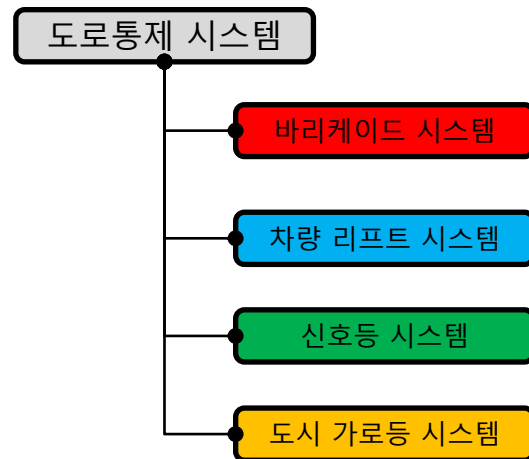 도로통제 시스템
바리케이드 시스템
차량 리프트 시스템
신호등 시스템
도시 가로등 시스템